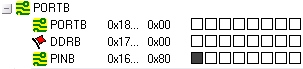 PORTB
PORTB 0x18... 0x00
DDRB 0x17... 0x00
PINB 0x16... 0x80